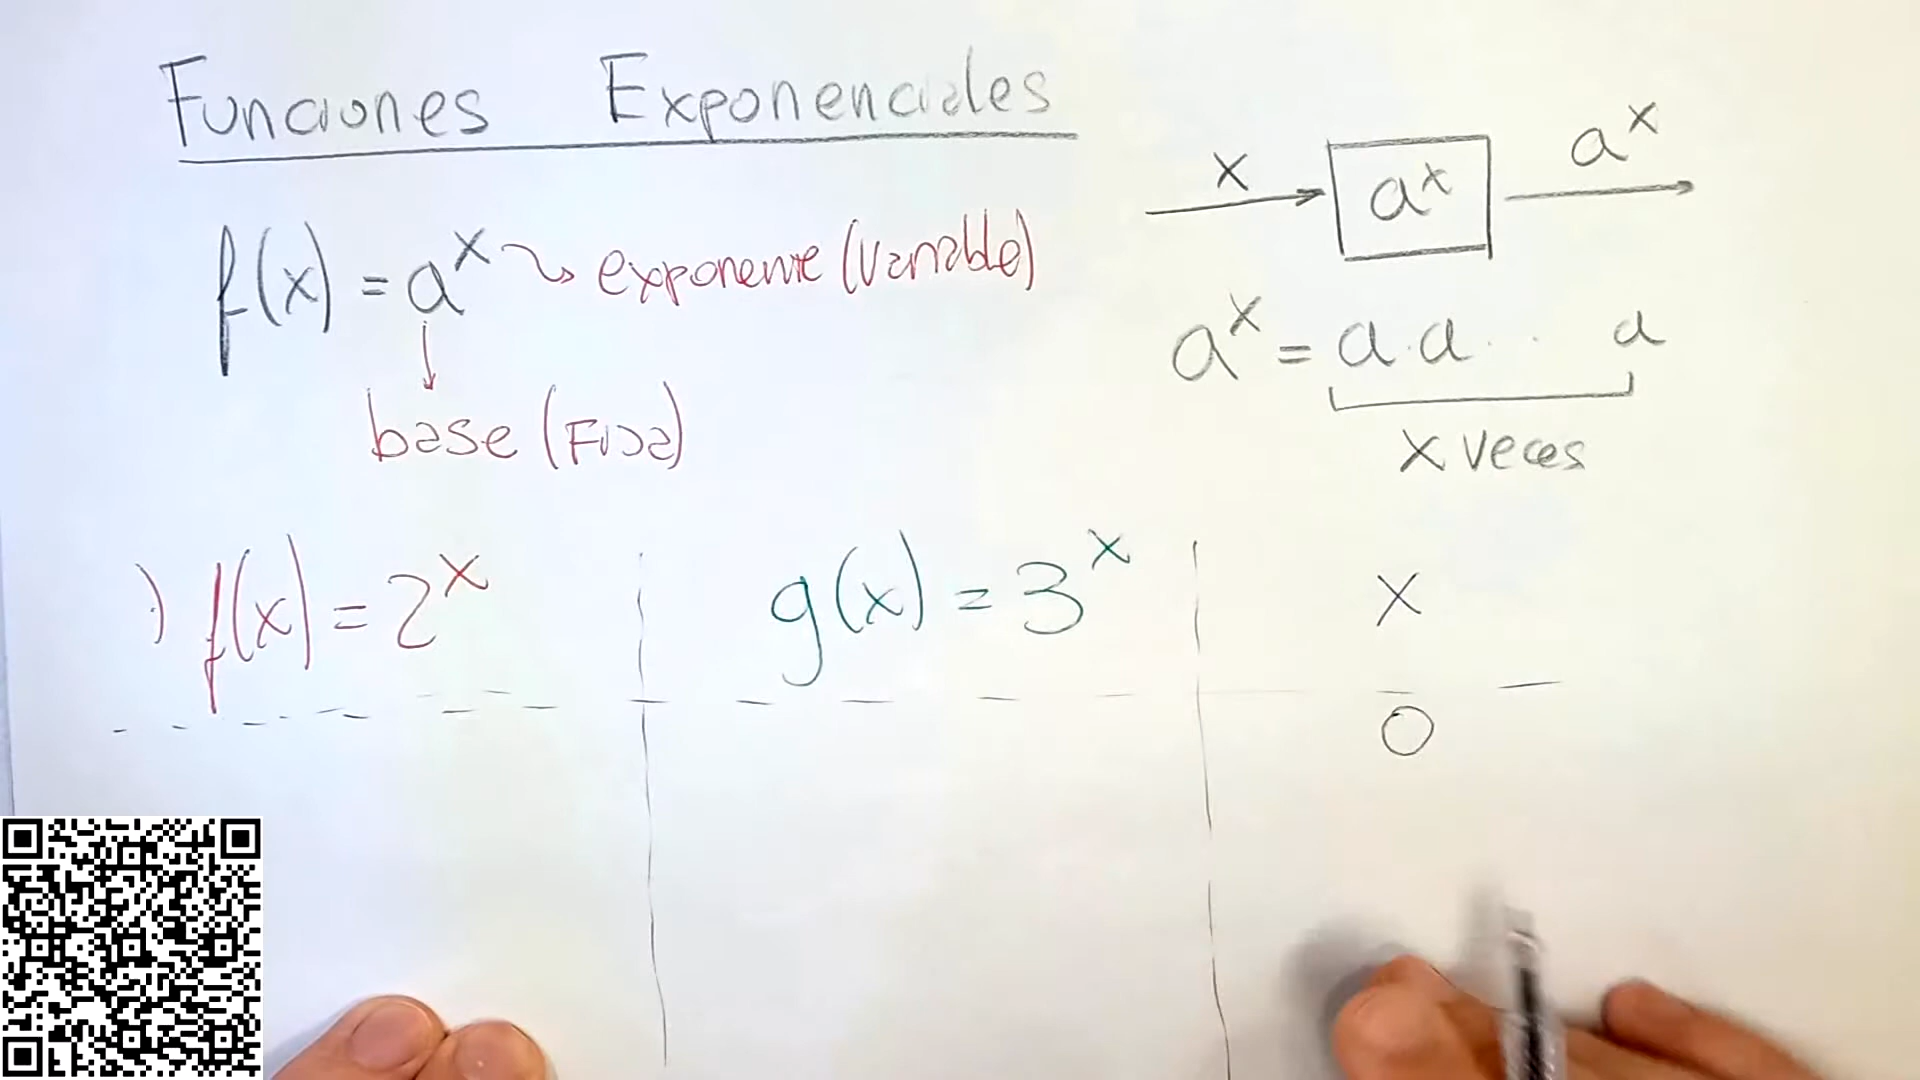 Funciones Exponenciales
f(x) = a^x → exponente (variable)
base (Fija)
x → a^x → a^x
a^x = a·a·· a
x veces
) f(x) = 2^x
g(x) = 3^x
x
0